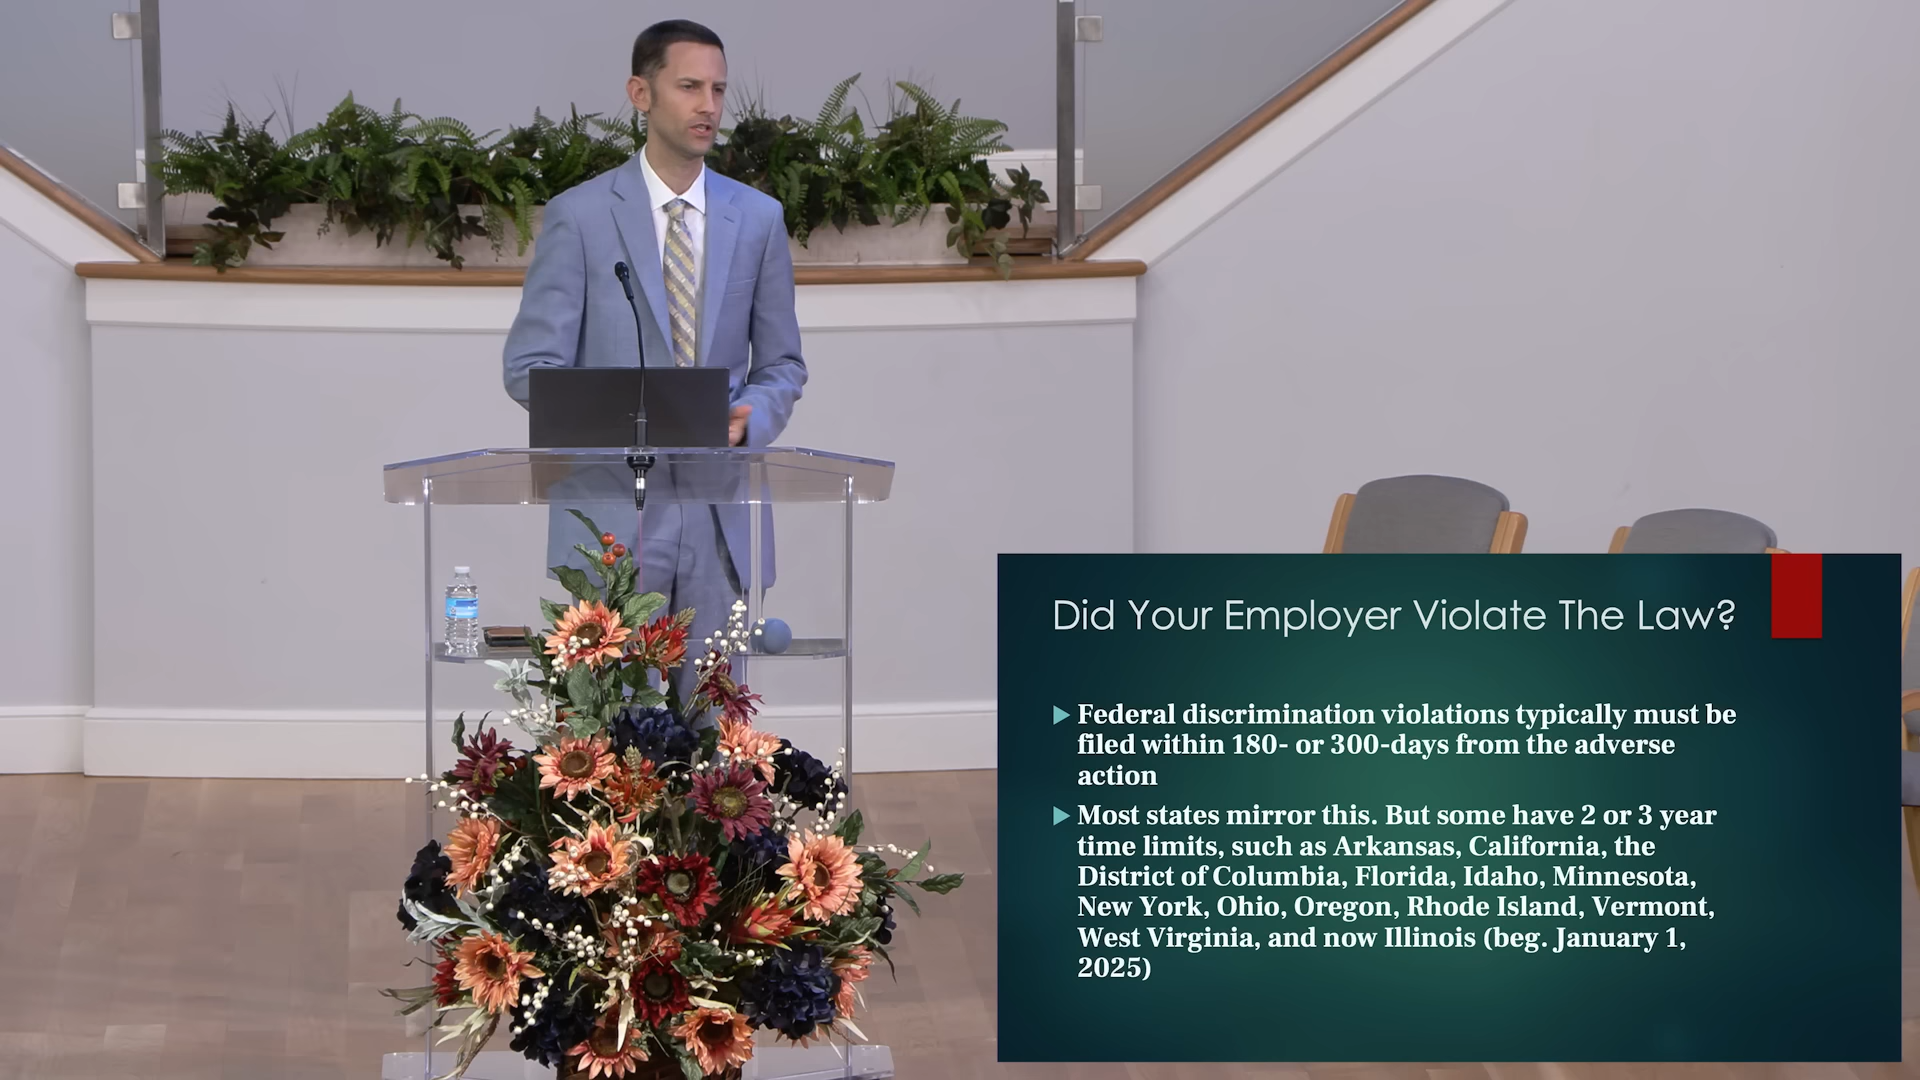 Did Your Employer Violate The Law?
Federal discrimination violations typically must be
filed within 180- or 300-days from the adverse
action
Most states mirror this. But some have 2 or 3 year
time limits, such as Arkansas, California, the
District of Columbia, Florida, Idaho, Minnesota,
New York, Ohio, Oregon, Rhode Island, Vermont,
West Virginia, and now Illinois (beg. January 1,
2025)